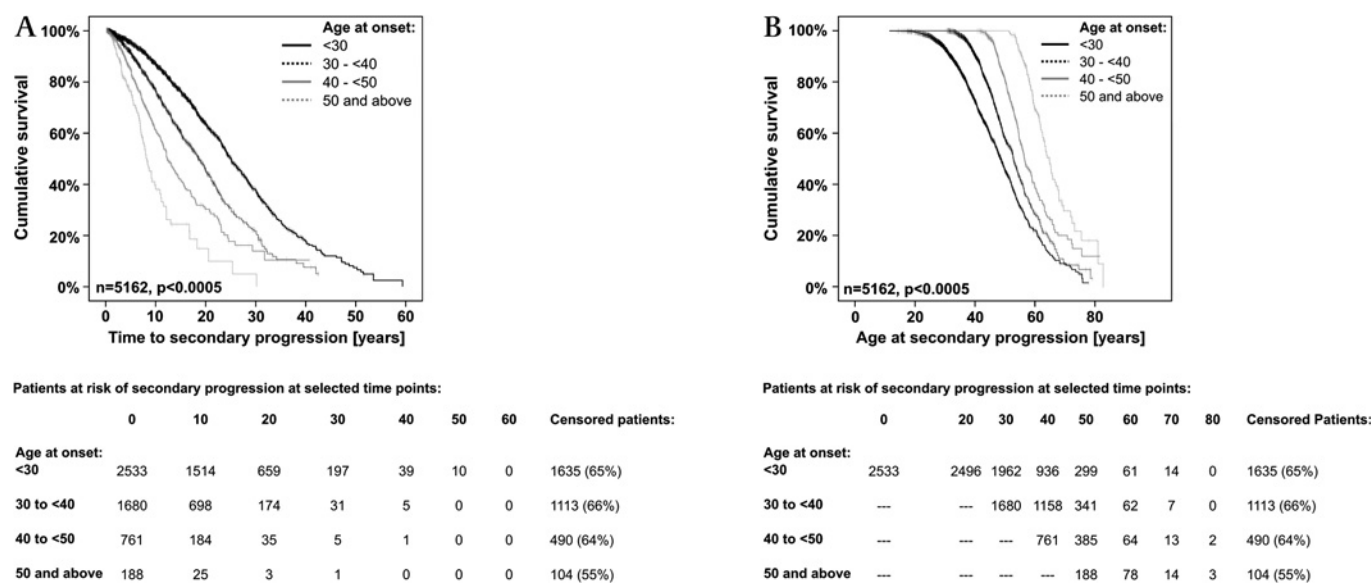 A
Age at onset:
<30
30 - <40
40 - <50
50 and above
100%
80%
60%
40%
20%
0%
Cumulative survival
n=5162, p<0.0005
0 10 20 30 40 50 60
Time to secondary progression [years]
Patients at risk of secondary progression at selected time points:
0 10 20 30 40 50 60 Censored patients:
Age at onset:
<30 2533 1514 659 197 39 10 0 1635 (65%)
30 to <40 1680 698 174 31 5 0 0 1113 (66%)
40 to <50 761 184 35 5 1 0 0 490 (64%)
50 and above 188 25 3 1 0 0 0 104 (55%)
B
Age at onset:
<30
30 - <40
40 - <50
50 and above
100%
80%
60%
40%
20%
0%
Cumulative survival
n=5162, p<0.0005
0 20 40 60 80
Age at secondary progression [years]
Patients at risk of secondary progression at selected time points:
0 20 30 40 50 60 70 80 Censored Patients:
Age at onset:
<30 2533 2496 1962 936 299 61 14 0 1635 (65%)
30 to <40 --- --- 1680 1158 341 62 7 0 1113 (66%)
40 to <50 --- --- --- 761 385 64 13 2 490 (64%)
50 and above --- --- --- --- 188 78 14 3 104 (55%)